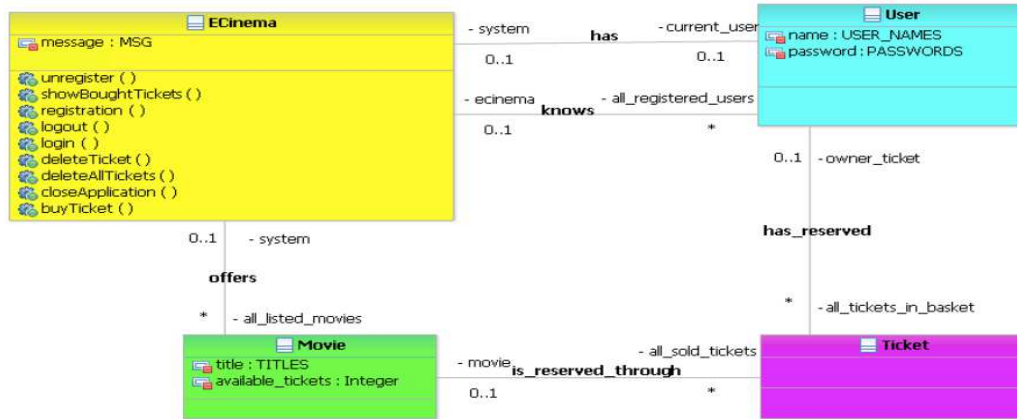 ECinema
message : MSG
unregister ( )
showBoughtTickets ( )
registration ( )
logout ( )
login ( )
deleteTicket ( )
deleteAllTickets ( )
closeApplication ( )
buyTicket ( )
- system
has
- current_user
0..1
0..1
- ecinema
knows
- all_registered_users
0..1
*
User
name : USER_NAMES
password : PASSWORDS
0..1
- owner_ticket
has_reserved
*
- all_tickets_in_basket
0..1
- system
offers
*
- all_listed_movies
Movie
title : TITLES
available_tickets : Integer
- movie
is_reserved_through
- all_sold_tickets
0..1
*
Ticket